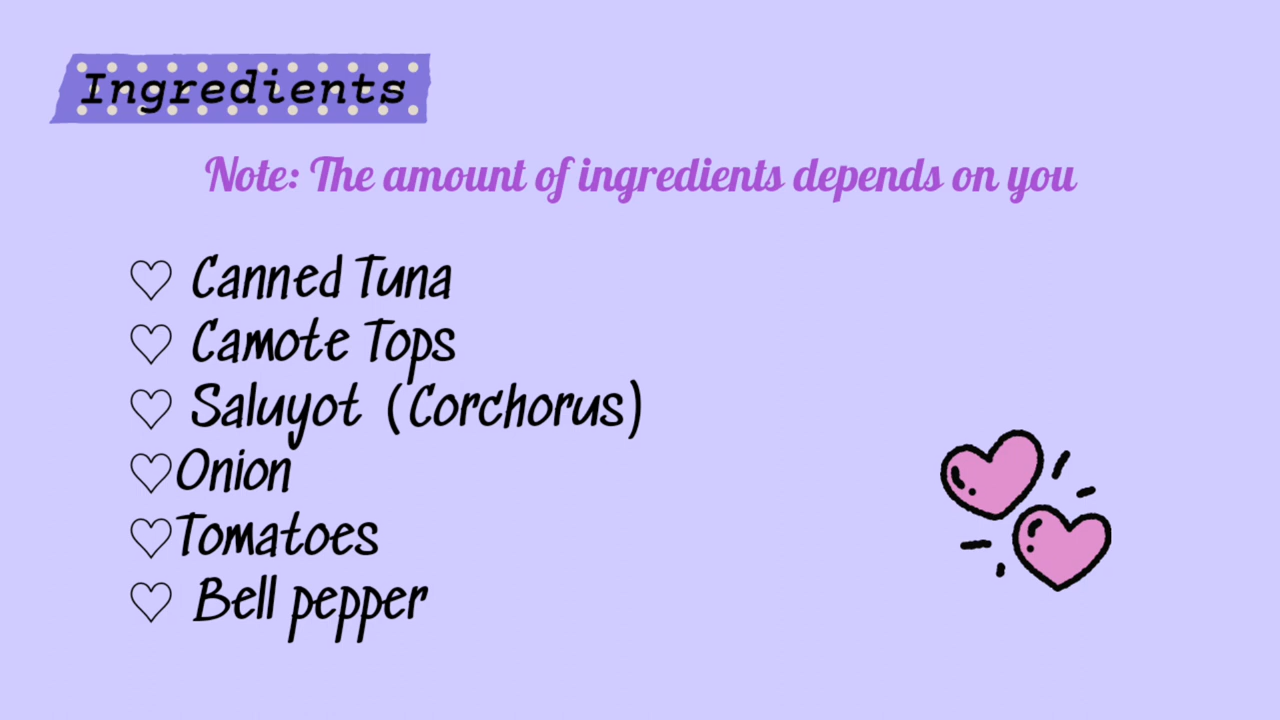 Ingredients
Note: The amount of ingredients depends on you
♡ Canned Tuna
♡ Camote Tops
♡ Saluyot (Corchorus)
♡Onion
♡Tomatoes
♡ Bell pepper